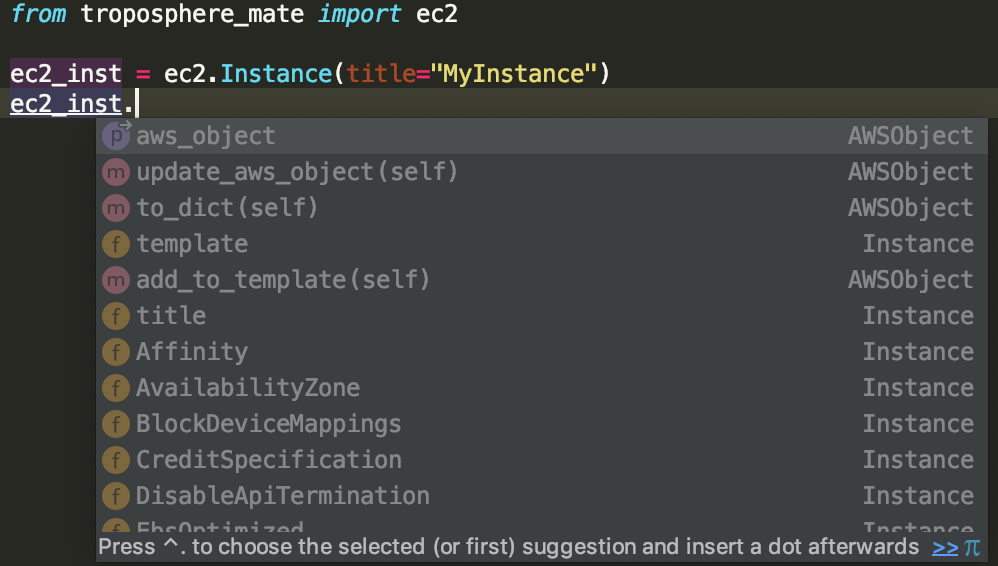 from troposphere_mate import ec2
ec2_inst = ec2.Instance(title="MyInstance")
ec2_inst.
p aws_object AWSObject
m update_aws_object(self) AWSObject
m to_dict(self) AWSObject
f template Instance
m add_to_template(self) AWSObject
f title Instance
f Affinity Instance
f AvailabilityZone Instance
f BlockDeviceMappings Instance
f CreditSpecification Instance
f DisableApiTermination Instance
f EbsOptimized Instance
Press ^. to choose the selected (or first) suggestion and insert a dot afterwards >> π